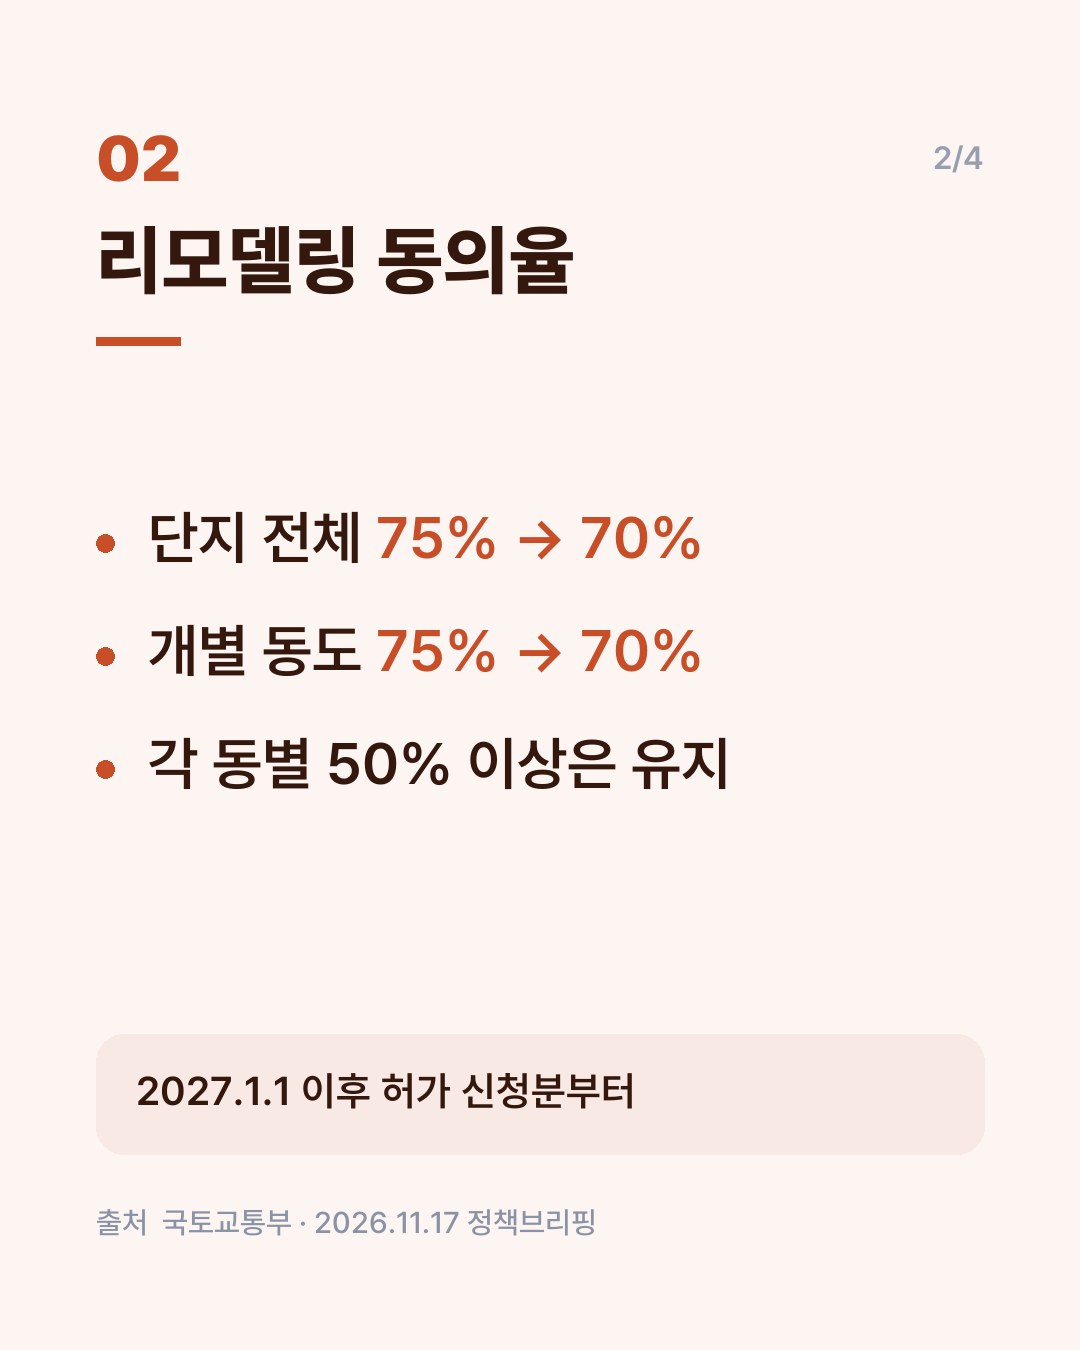 02
2/4
리모델링 동의율
• 단지 전체 75% → 70%
• 개별 동도 75% → 70%
• 각 동별 50% 이상은 유지
2027.1.1 이후 허가 신청분부터
출처 국토교통부 · 2026.11.17 정책브리핑